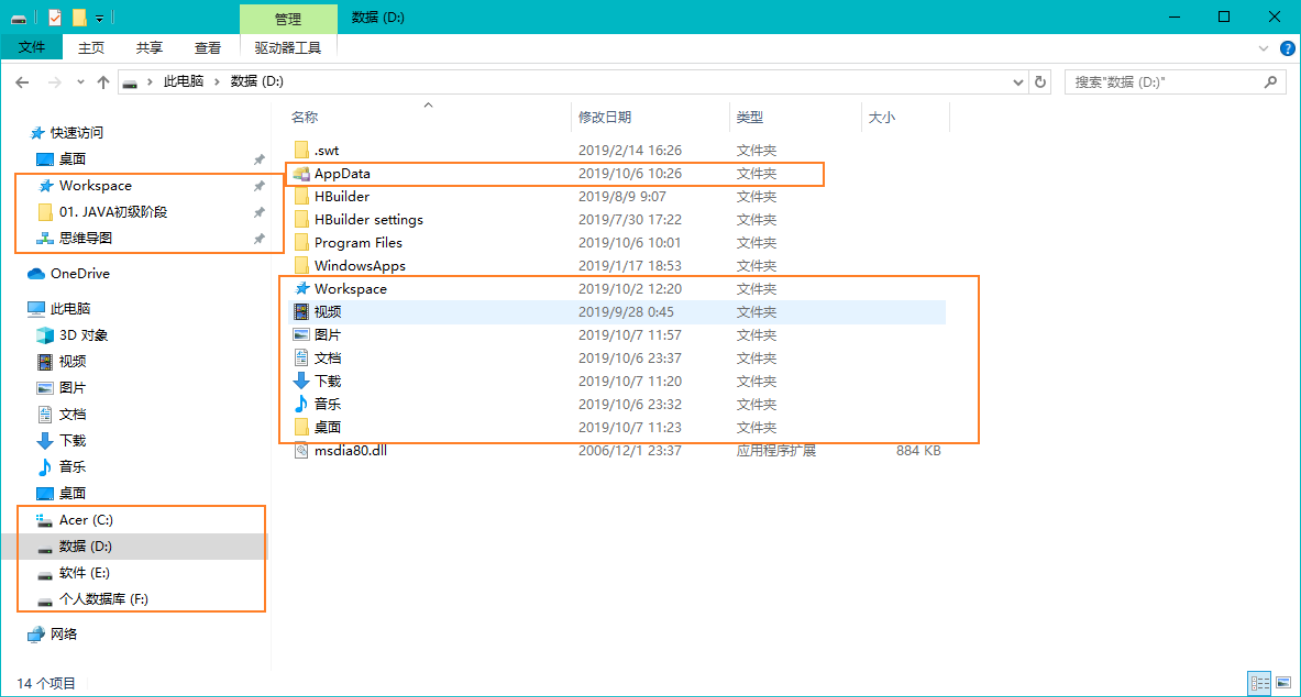 管理
数据 (D:)
文件
主页
共享
查看
驱动器工具
此电脑
数据 (D:)
搜索"数据 (D:)"
名称
修改日期
类型
大小
快速访问
桌面
Workspace
01. JAVA初级阶段
思维导图
OneDrive
此电脑
3D 对象
视频
图片
文档
下载
音乐
桌面
Acer (C:)
数据 (D:)
软件 (E:)
个人数据库 (F:)
网络
.swt 2019/2/14 16:26 文件夹
AppData 2019/10/6 10:26 文件夹
HBuilder 2019/8/9 9:07 文件夹
HBuilder settings 2019/7/30 17:22 文件夹
Program Files 2019/10/6 10:01 文件夹
WindowsApps 2019/1/17 18:53 文件夹
Workspace 2019/10/2 12:20 文件夹
视频 2019/9/28 0:45 文件夹
图片 2019/10/7 11:57 文件夹
文档 2019/10/6 23:37 文件夹
下载 2019/10/7 11:20 文件夹
音乐 2019/10/6 23:32 文件夹
桌面 2019/10/7 11:23 文件夹
msdia80.dll 2006/12/1 23:37 应用程序扩展 884 KB
14 个项目